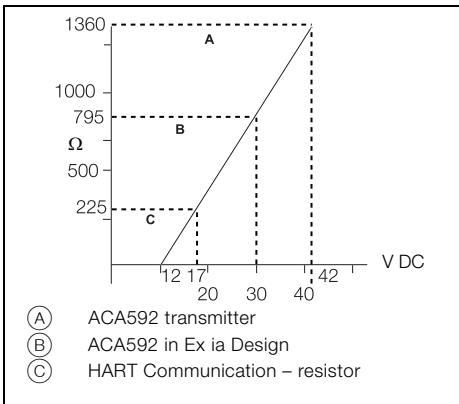 1360
A
1000
795
B
Ω
500
225
C
12 17 42 V DC
20 30 40
A ACA592 transmitter
B ACA592 in Ex ia Design
C HART Communication – resistor